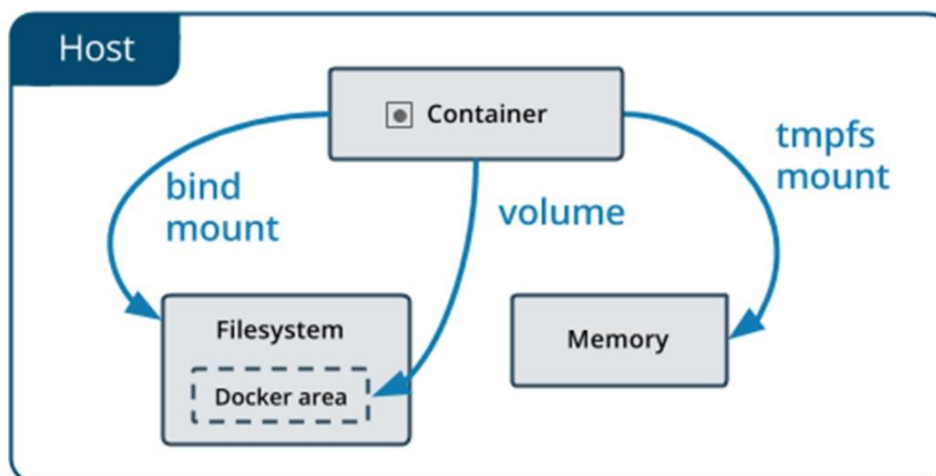 Host
Container
bind
mount
volume
tmpfs
mount
Filesystem
Docker area
Memory